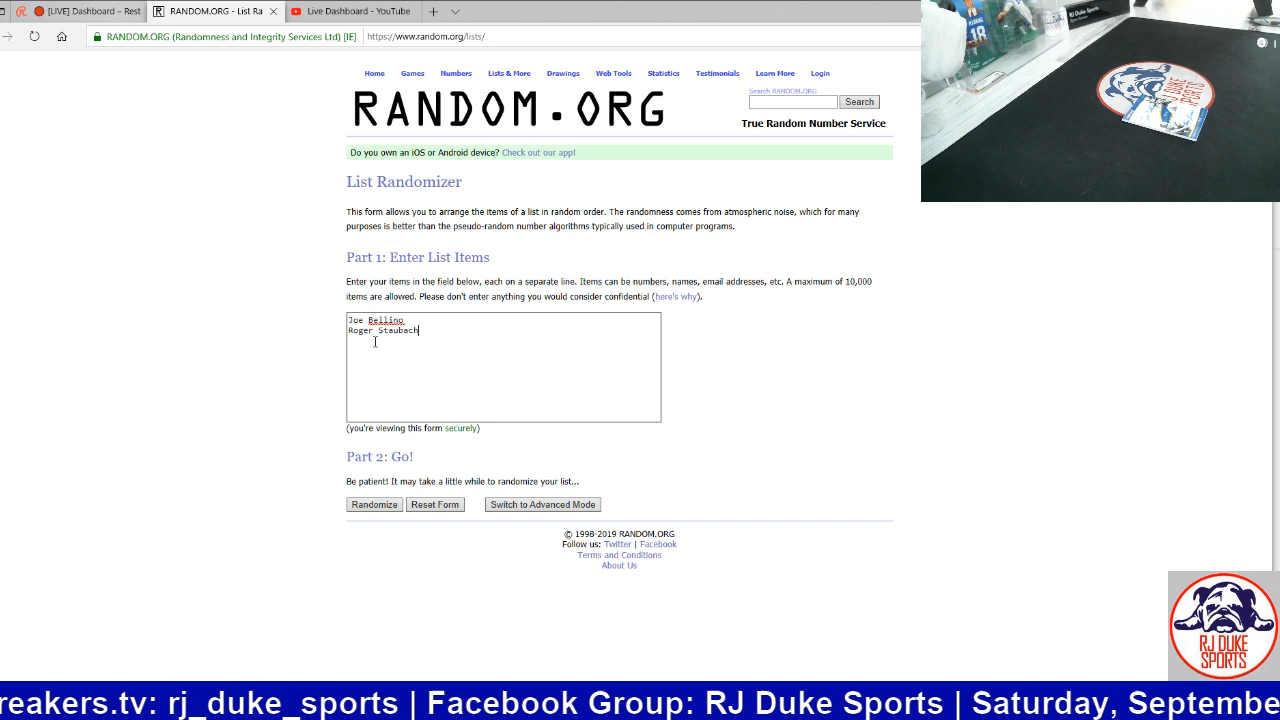 [LIVE] Dashboard – Rest
RANDOM.ORG - List Ra
Live Dashboard - YouTube
RANDOM.ORG (Randomness and Integrity Services Ltd) [IE]
https://www.random.org/lists/
Home Games Numbers Lists & More Drawings Web Tools Statistics Testimonials Learn More Login
RANDOM.ORG
Search RANDOM.ORG
Search
True Random Number Service
Do you own an iOS or Android device? Check out our app!
List Randomizer
This form allows you to arrange the items of a list in random order. The randomness comes from atmospheric noise, which for many
purposes is better than the pseudo-random number algorithms typically used in computer programs.
Part 1: Enter List Items
Enter your items in the field below, each on a separate line. Items can be numbers, names, email addresses, etc. A maximum of 10,000
items are allowed. Please don't enter anything you would consider confidential (here's why).
Joe Bellino
Roger Staubach
(you're viewing this form securely)
Part 2: Go!
Be patient! It may take a little while to randomize your list...
Randomize Reset Form Switch to Advanced Mode
© 1998-2019 RANDOM.ORG
Follow us: Twitter | Facebook
Terms and Conditions
About Us
RJ DUKE
SPORTS
18
RJ DUKE
SPORTS
reakers.tv: rj_duke_sports | Facebook Group: RJ Duke Sports | Saturday, Septembe